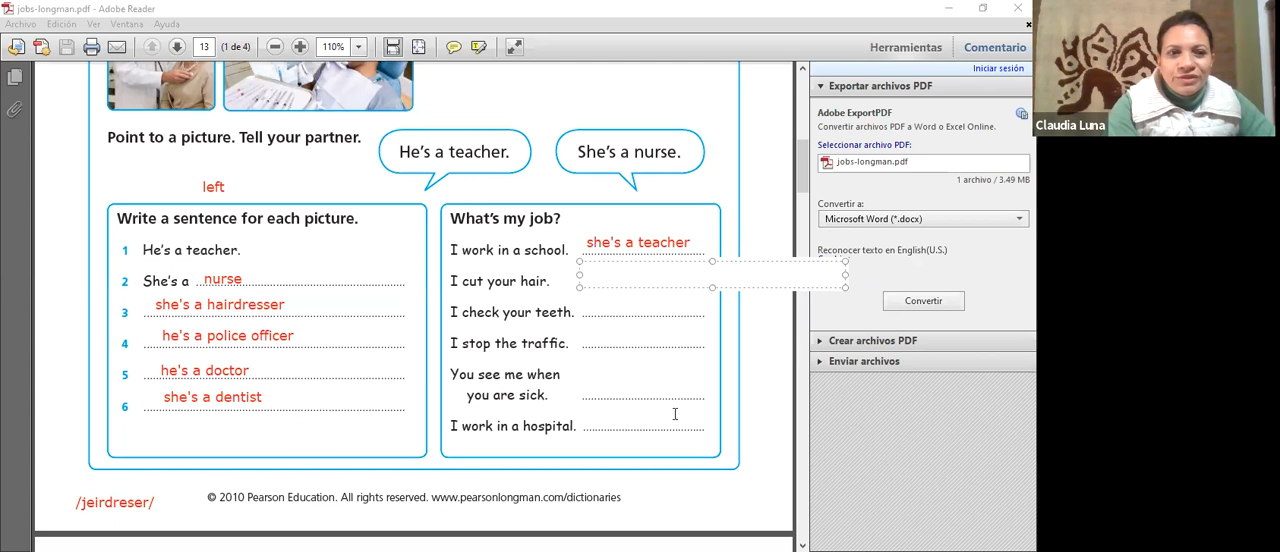 jobs-longman.pdf - Adobe Reader
Archivo Edición Ver Ventana Ayuda
13 (1 de 4) 110% Herramientas Comentario
Iniciar sesión
Exportar archivos PDF
Adobe ExportPDF
Convertir archivos PDF a Word o Excel Online.
Seleccionar archivo PDF:
jobs-longman.pdf
1 archivo / 3.49 MB
Convertir a:
Microsoft Word (*.docx)
Reconocer texto en English(U.S.)
Convertir
Crear archivos PDF
Enviar archivos
Claudia Luna
Point to a picture. Tell your partner.
He's a teacher.
She's a nurse.
left
Write a sentence for each picture.
1 He's a teacher.
2 She's a nurse
3 she's a hairdresser
4 he's a police officer
5 he's a doctor
6 she's a dentist
What's my job?
I work in a school. she's a teacher
I cut your hair.
I check your teeth.
I stop the traffic.
You see me when
you are sick.
I work in a hospital.
/jeirdreser/
© 2010 Pearson Education. All rights reserved. www.pearsonlongman.com/dictionaries